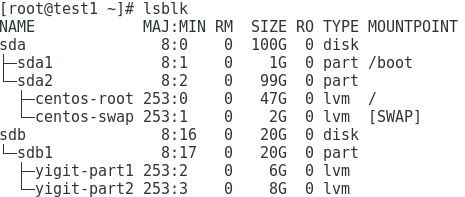 [root@test1 ~]# lsblk
NAME            MAJ:MIN RM  SIZE RO TYPE MOUNTPOINT
sda               8:0    0  100G  0 disk
├─sda1            8:1    0    1G  0 part /boot
└─sda2            8:2    0   99G  0 part
  ├─centos-root 253:0    0   47G  0 lvm  /
  └─centos-swap 253:1    0    2G  0 lvm  [SWAP]
sdb               8:16   0   20G  0 disk
└─sdb1            8:17   0   20G  0 part
  ├─yigit-part1 253:2    0    6G  0 lvm
  └─yigit-part2 253:3    0    8G  0 lvm